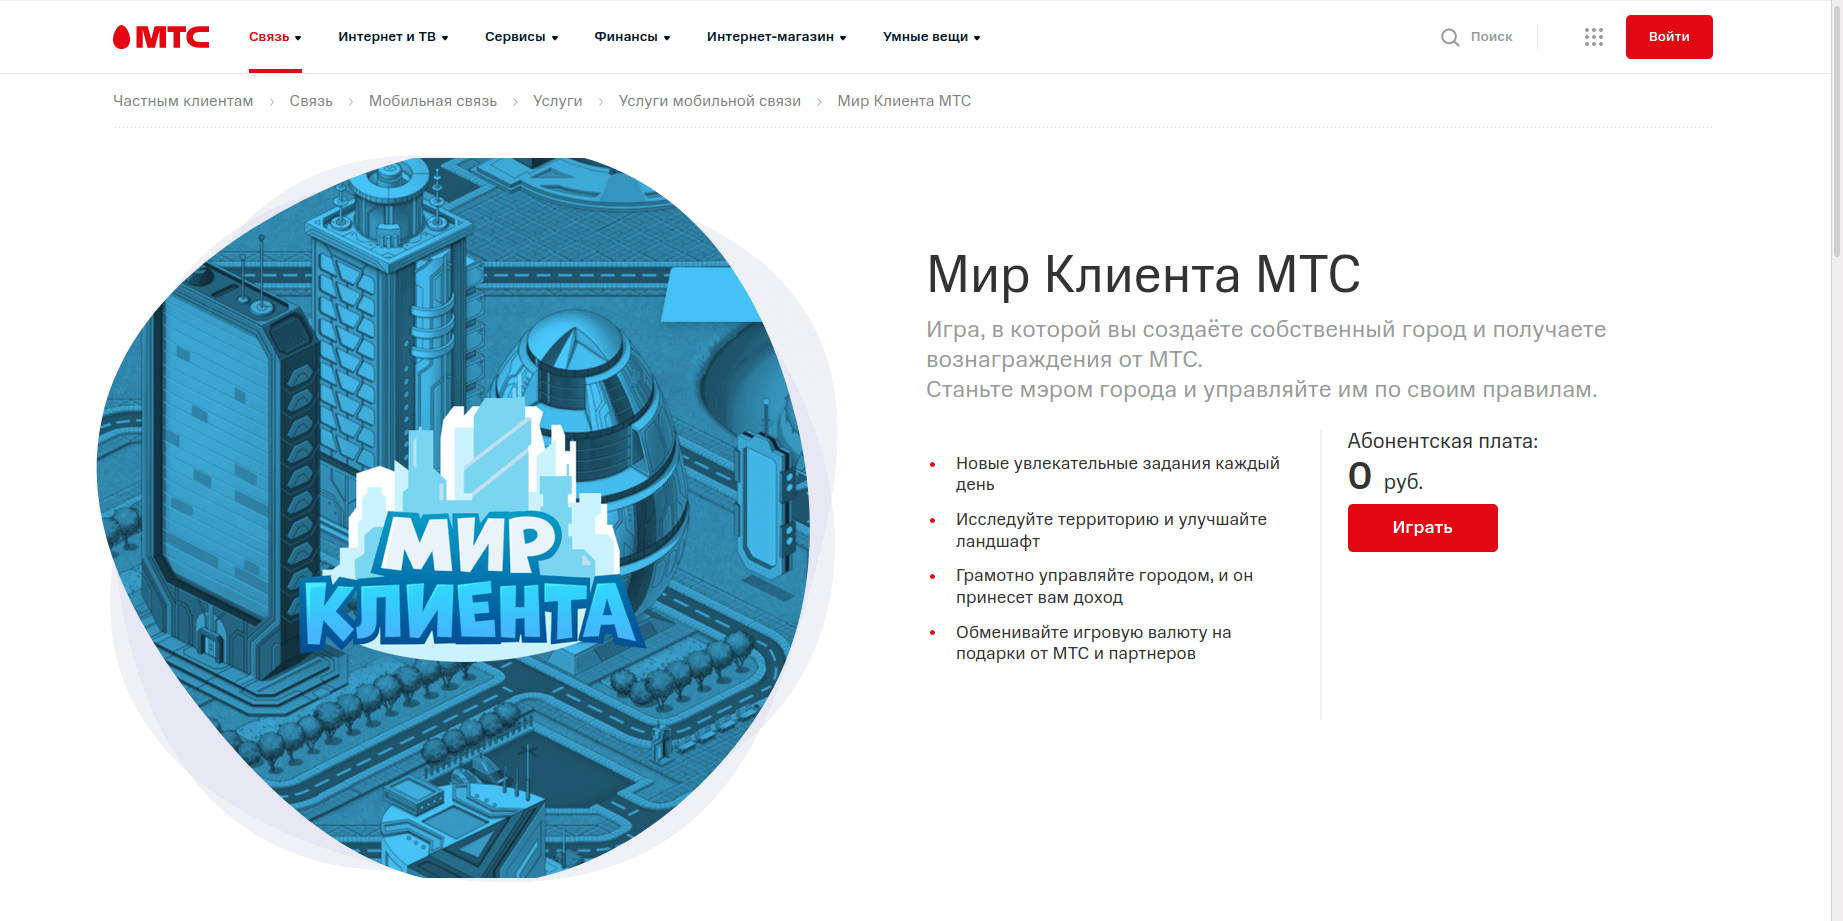 МТС
Связь
Интернет и ТВ
Сервисы
Финансы
Интернет-магазин
Умные вещи
Поиск
Войти
Частным клиентам
Связь
Мобильная связь
Услуги
Услуги мобильной связи
Мир Клиента МТС
МИР
КЛИЕНТА
Мир Клиента МТС
Игра, в которой вы создаёте собственный город и получаете
вознаграждения от МТС.
Станьте мэром города и управляйте им по своим правилам.
Новые увлекательные задания каждый
день
Исследуйте территорию и улучшайте
ландшафт
Грамотно управляйте городом, и он
принесет вам доход
Обменивайте игровую валюту на
подарки от МТС и партнеров
Абонентская плата:
0 руб.
Играть